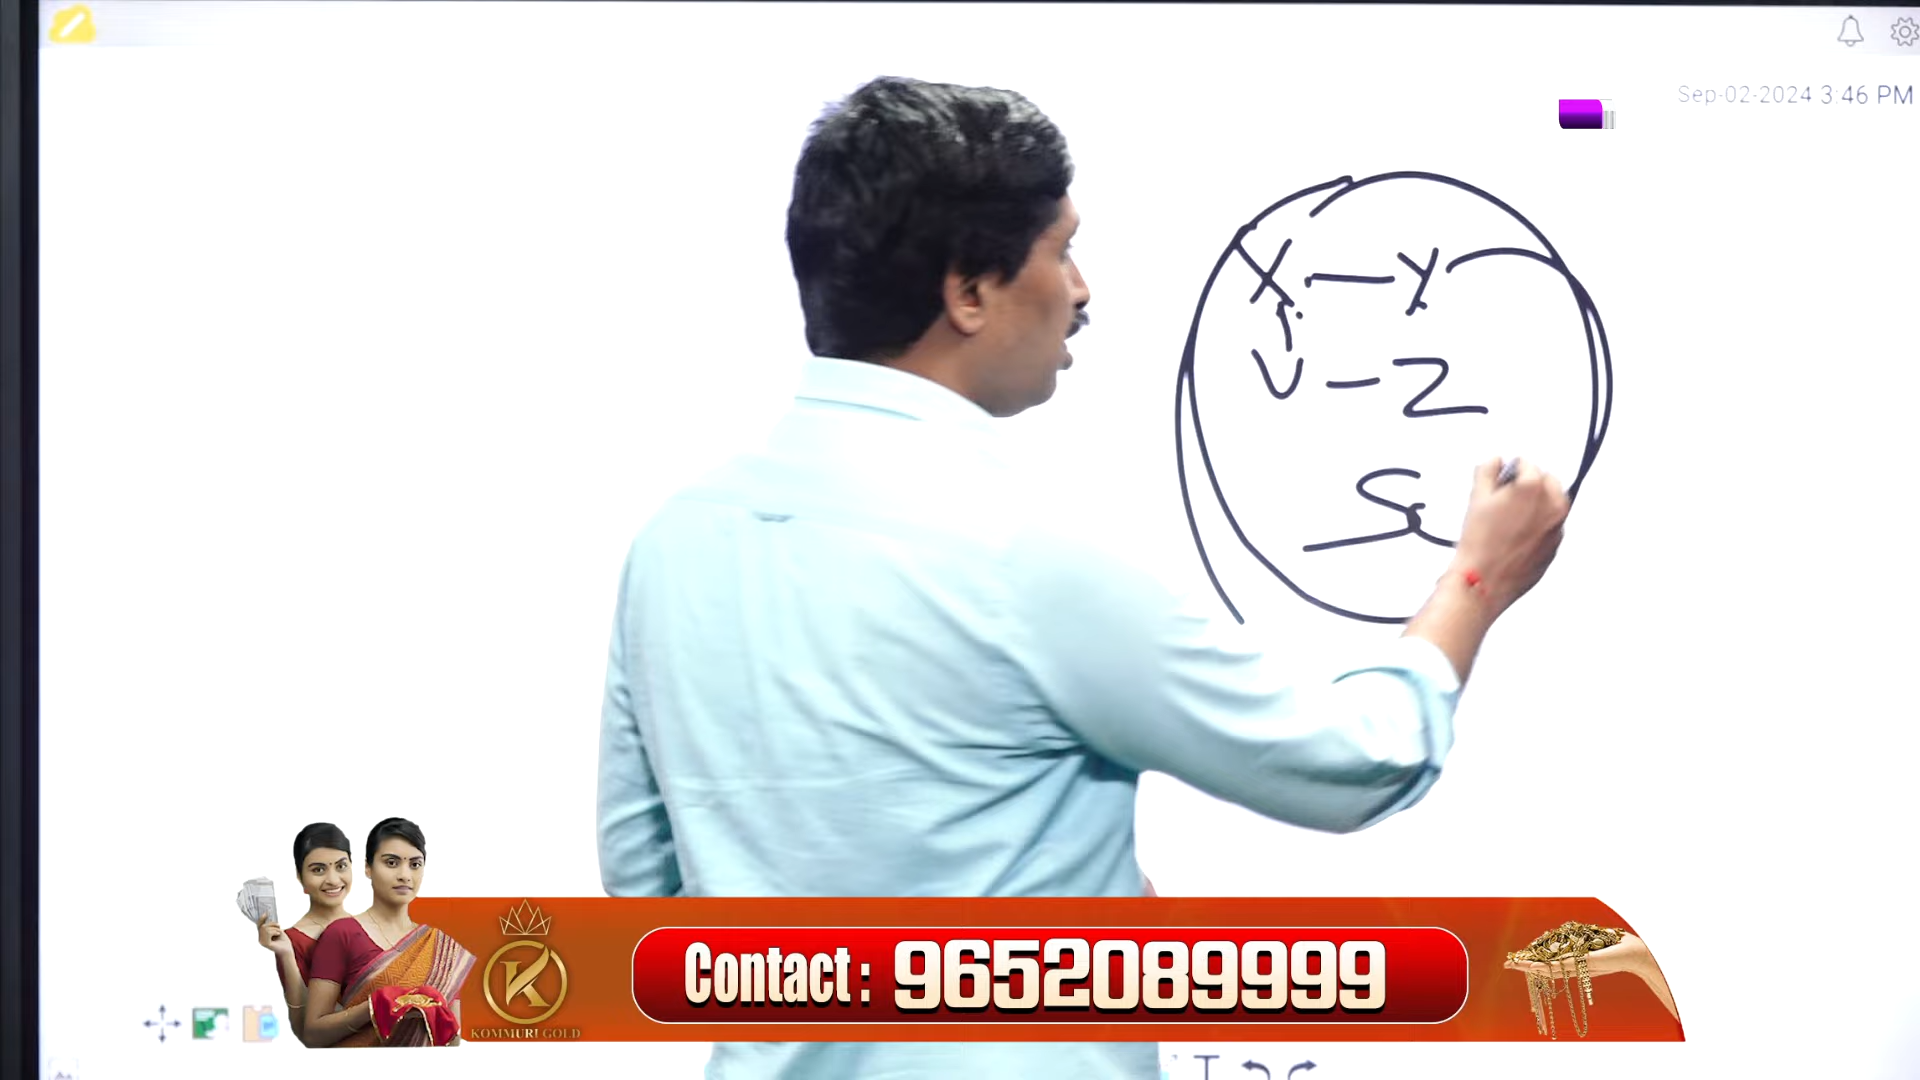 Sep-02-2024 3:46 PM
X - Y
V - Z
S
KOMMURI GOLD
Contact : 9652089999
T